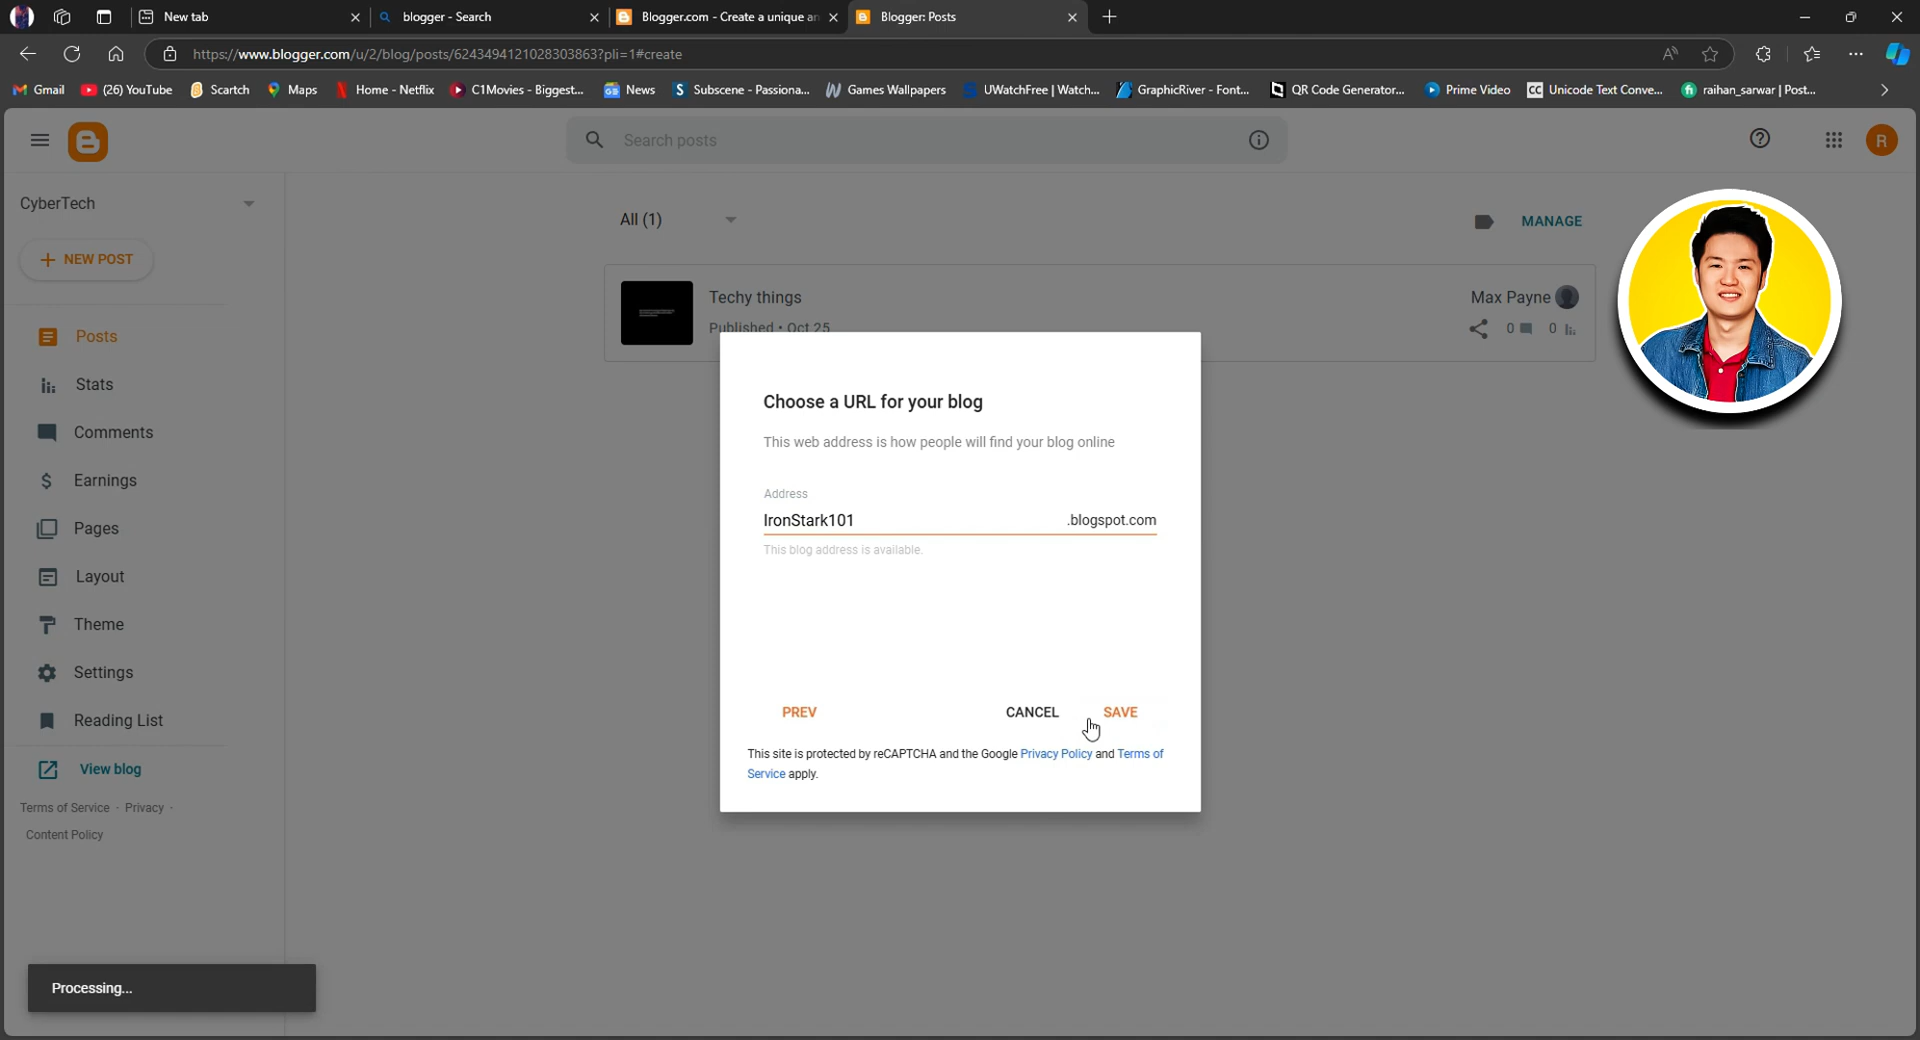 New tab
blogger - Search
Blogger.com - Create a unique an
Blogger: Posts
https://www.blogger.com/u/2/blog/posts/6243494121028303863?pli=1#create
Gmail
(26) YouTube
Scartch
Maps
Home - Netflix
C1Movies - Biggest...
News
Subscene - Passiona...
Games Wallpapers
UWatchFree | Watch...
GraphicRiver - Font...
QR Code Generator...
Prime Video
Unicode Text Conve...
raihan_sarwar | Post...
Search posts
R
CyberTech
All (1)
MANAGE
+ NEW POST
Techy things
Published • Oct 25
Max Payne
0
0
Posts
Stats
Comments
Earnings
Pages
Layout
Theme
Settings
Reading List
View blog
Terms of Service · Privacy ·
Content Policy
Choose a URL for your blog
This web address is how people will find your blog online
Address
IronStark101 .blogspot.com
This blog address is available.
PREV
CANCEL
SAVE
This site is protected by reCAPTCHA and the Google Privacy Policy and Terms of
Service apply.
Processing...